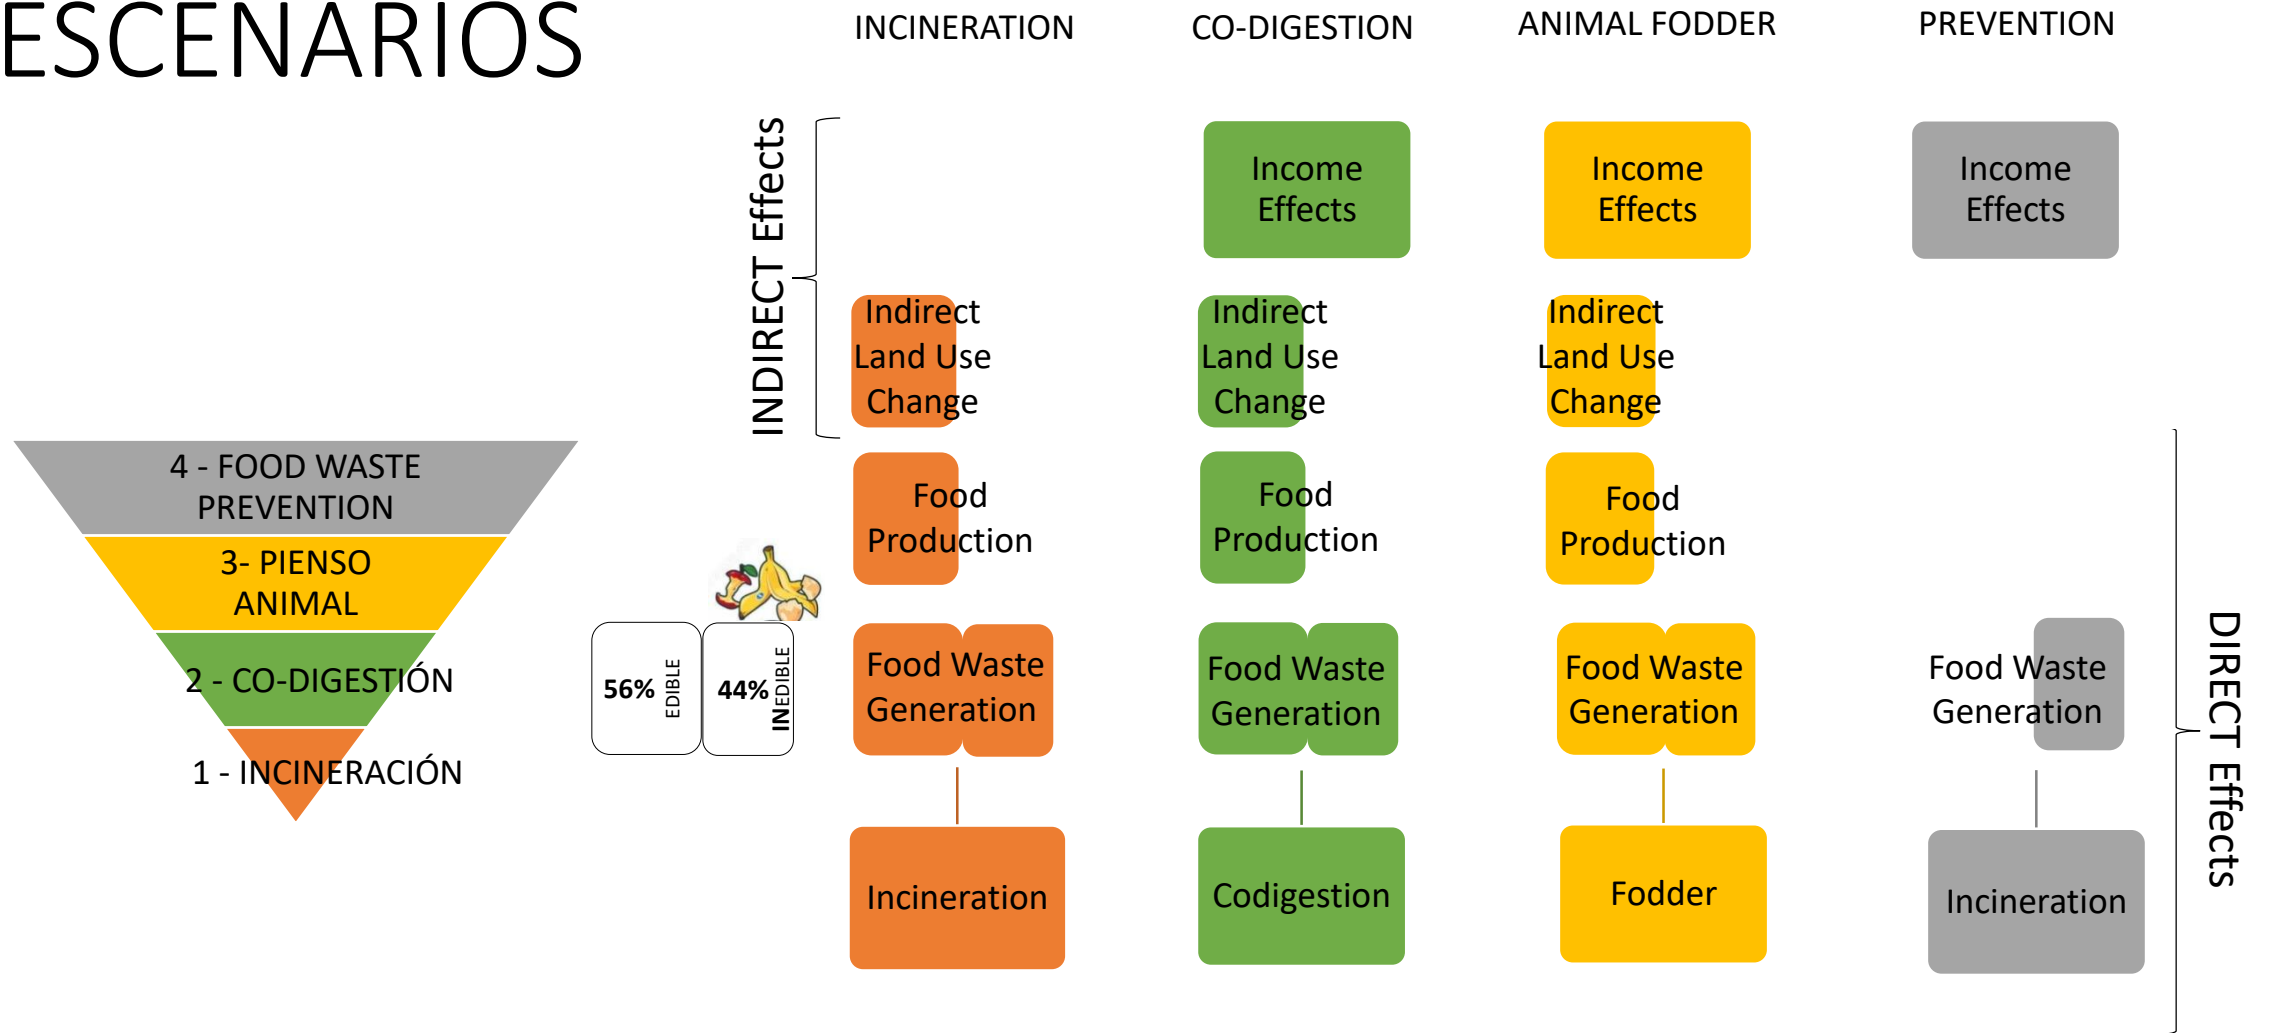 ESCENARIOS
INCINERATION
CO-DIGESTION
ANIMAL FODDER
PREVENTION
INDIRECT Effects
Income
Effects
Income
Effects
Income
Effects
Indirect
Land Use
Change
Indirect
Land Use
Change
Indirect
Land Use
Change
4 - FOOD WASTE
PREVENTION
3- PIENSO
ANIMAL
2 - CO-DIGESTIÓN
1 - INCINERACIÓN
Food
Production
Food
Production
Food
Production
56% EDIBLE
44% INEDIBLE
Food Waste
Generation
Food Waste
Generation
Food Waste
Generation
Food Waste
Generation
DIRECT Effects
Incineration
Codigestion
Fodder
Incineration